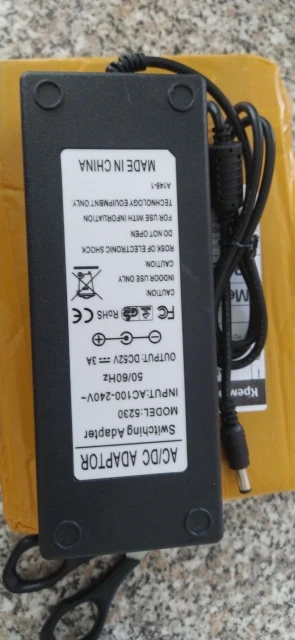 AC/DC ADAPTOR
Switching Adapter
MODEL:5230
INPUT:AC100-240V~
50/60Hz
OUTPUT:DC52V ⎓ 3A
FC CE RoHS
CAUTION:
INDOOR USE ONLY
CAUTION:
ROSK OF ELECTRONIC SHOCK
DO NOT OPEN
FOR USE WITH INFORUATION
TECHNOLOGY EQUIPMENT ONLY
A148-1
MADE IN CHINA
Крем